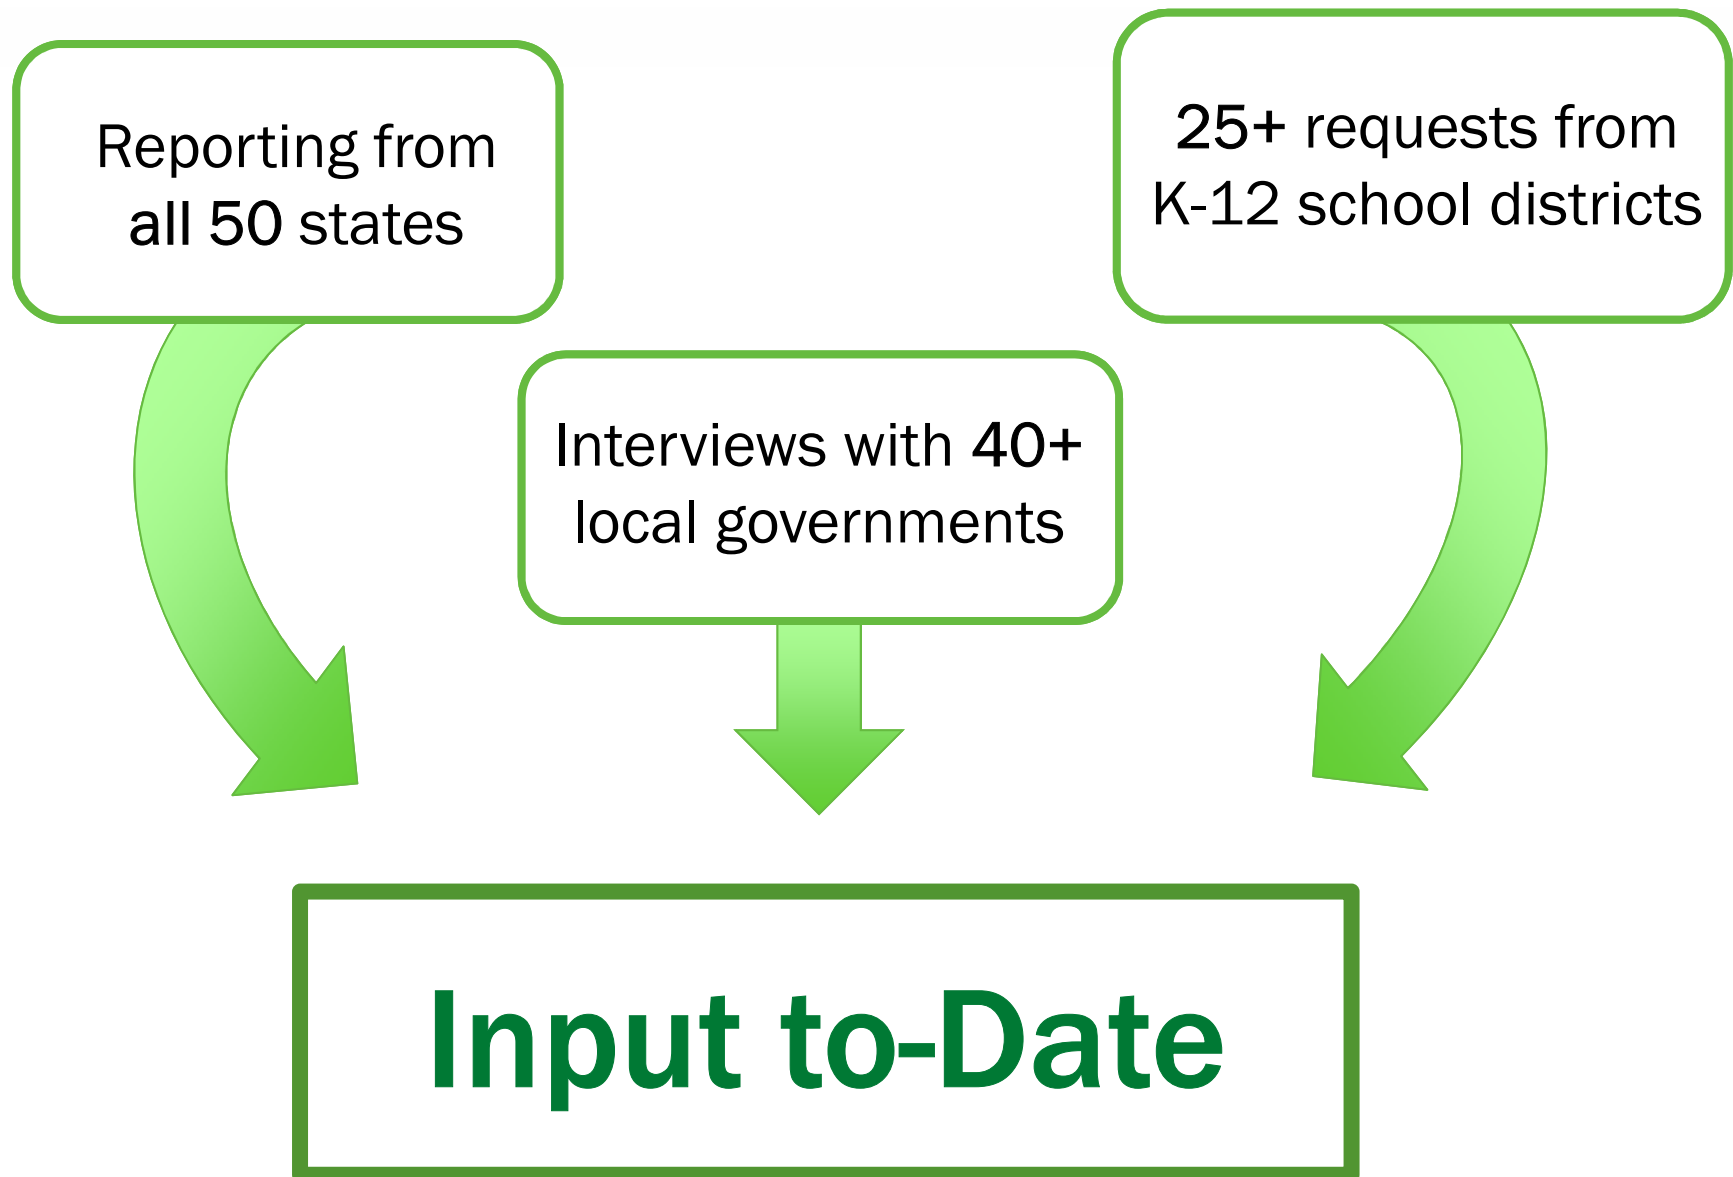 Reporting from
all 50 states
25+ requests from
K-12 school districts
Interviews with 40+
local governments
Input to-Date